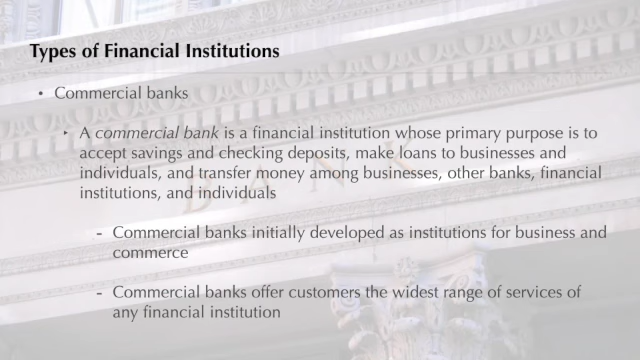 Types of Financial Institutions
• Commercial banks
‣ A commercial bank is a financial institution whose primary purpose is to
accept savings and checking deposits, make loans to businesses and
individuals, and transfer money among businesses, other banks, financial
institutions, and individuals
- Commercial banks initially developed as institutions for business and
commerce
- Commercial banks offer customers the widest range of services of
any financial institution
BANK